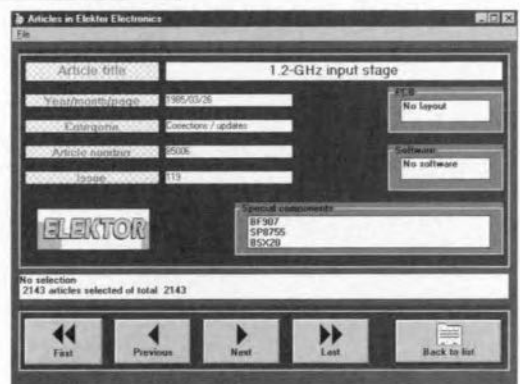 Articles in Elektor Electronics
File
Article title
1.2-GHz input stage
Year/month/page
1985/03/26
PCB
No layout
Categorie
Corrections / updates
Article number
85006
Software
No software
Issue
119
ELEKTOR
Special components
BF907
SP8755
BSX20
No selection
2143 articles selected of total 2143
First
Previous
Next
Last
Back to list